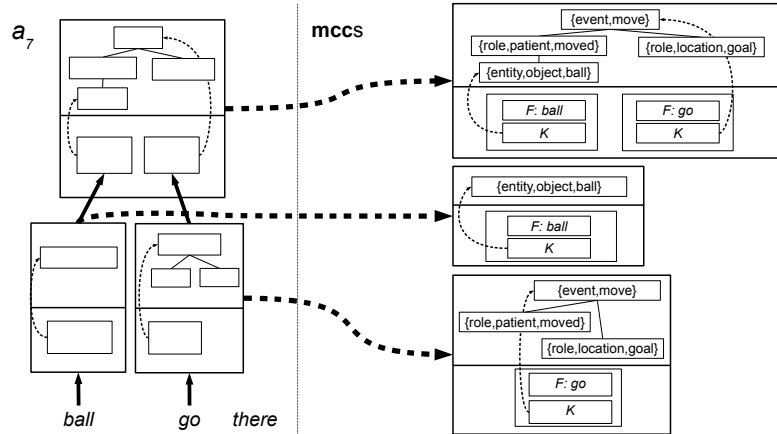 a7
mccs
{event,move}
{role,patient,moved}
{role,location,goal}
{entity,object,ball}
F: ball
F: go
K
K
{entity,object,ball}
F: ball
K
{event,move}
{role,patient,moved}
{role,location,goal}
F: go
K
ball go there